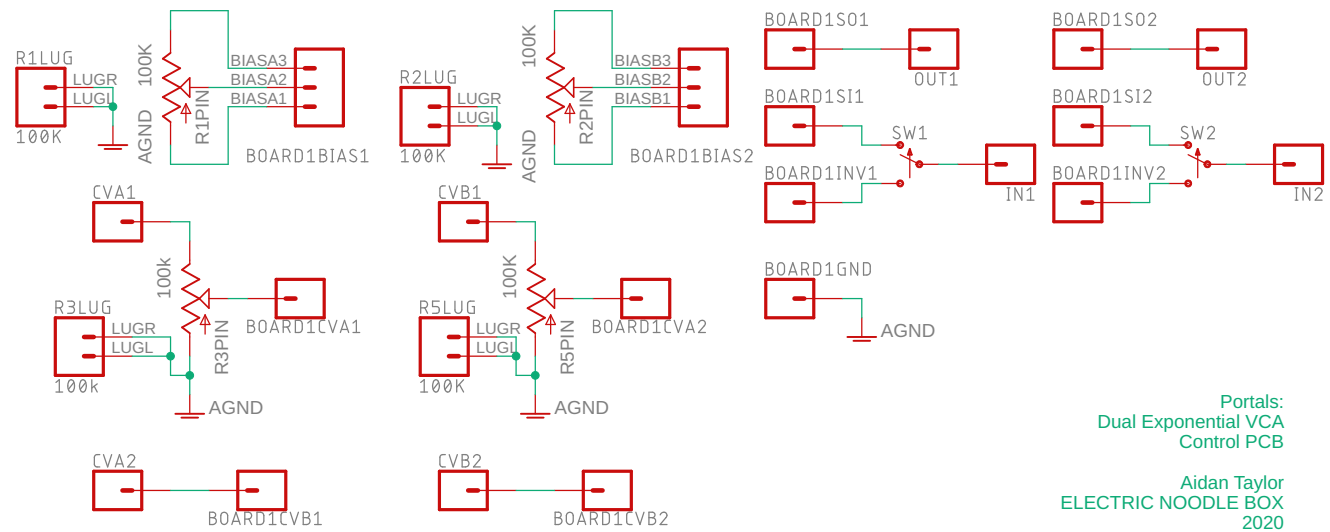 R1LUG
LUGR
LUGL
100K
AGND
100K
R1PIN
BIASA3
BIASA2
BIASA1
BOARD1BIAS1
R2LUG
LUGR
LUGL
100K
AGND
100K
R2PIN
BIASB3
BIASB2
BIASB1
BOARD1BIAS2
BOARD1SO1
OUT1
BOARD1SI1
SW1
BOARD1INV1
IN1
BOARD1SO2
OUT2
BOARD1SI2
SW2
BOARD1INV2
IN2
CVA1
100k
R3LUG
LUGR
LUGL
100k
R3PIN
BOARD1CVA1
AGND
CVB1
100K
R5LUG
LUGR
LUGL
100K
R5PIN
BOARD1CVA2
AGND
BOARD1GND
AGND
CVA2
BOARD1CVB1
CVB2
BOARD1CVB2
Portals:
Dual Exponential VCA
Control PCB
Aidan Taylor
ELECTRIC NOODLE BOX
2020